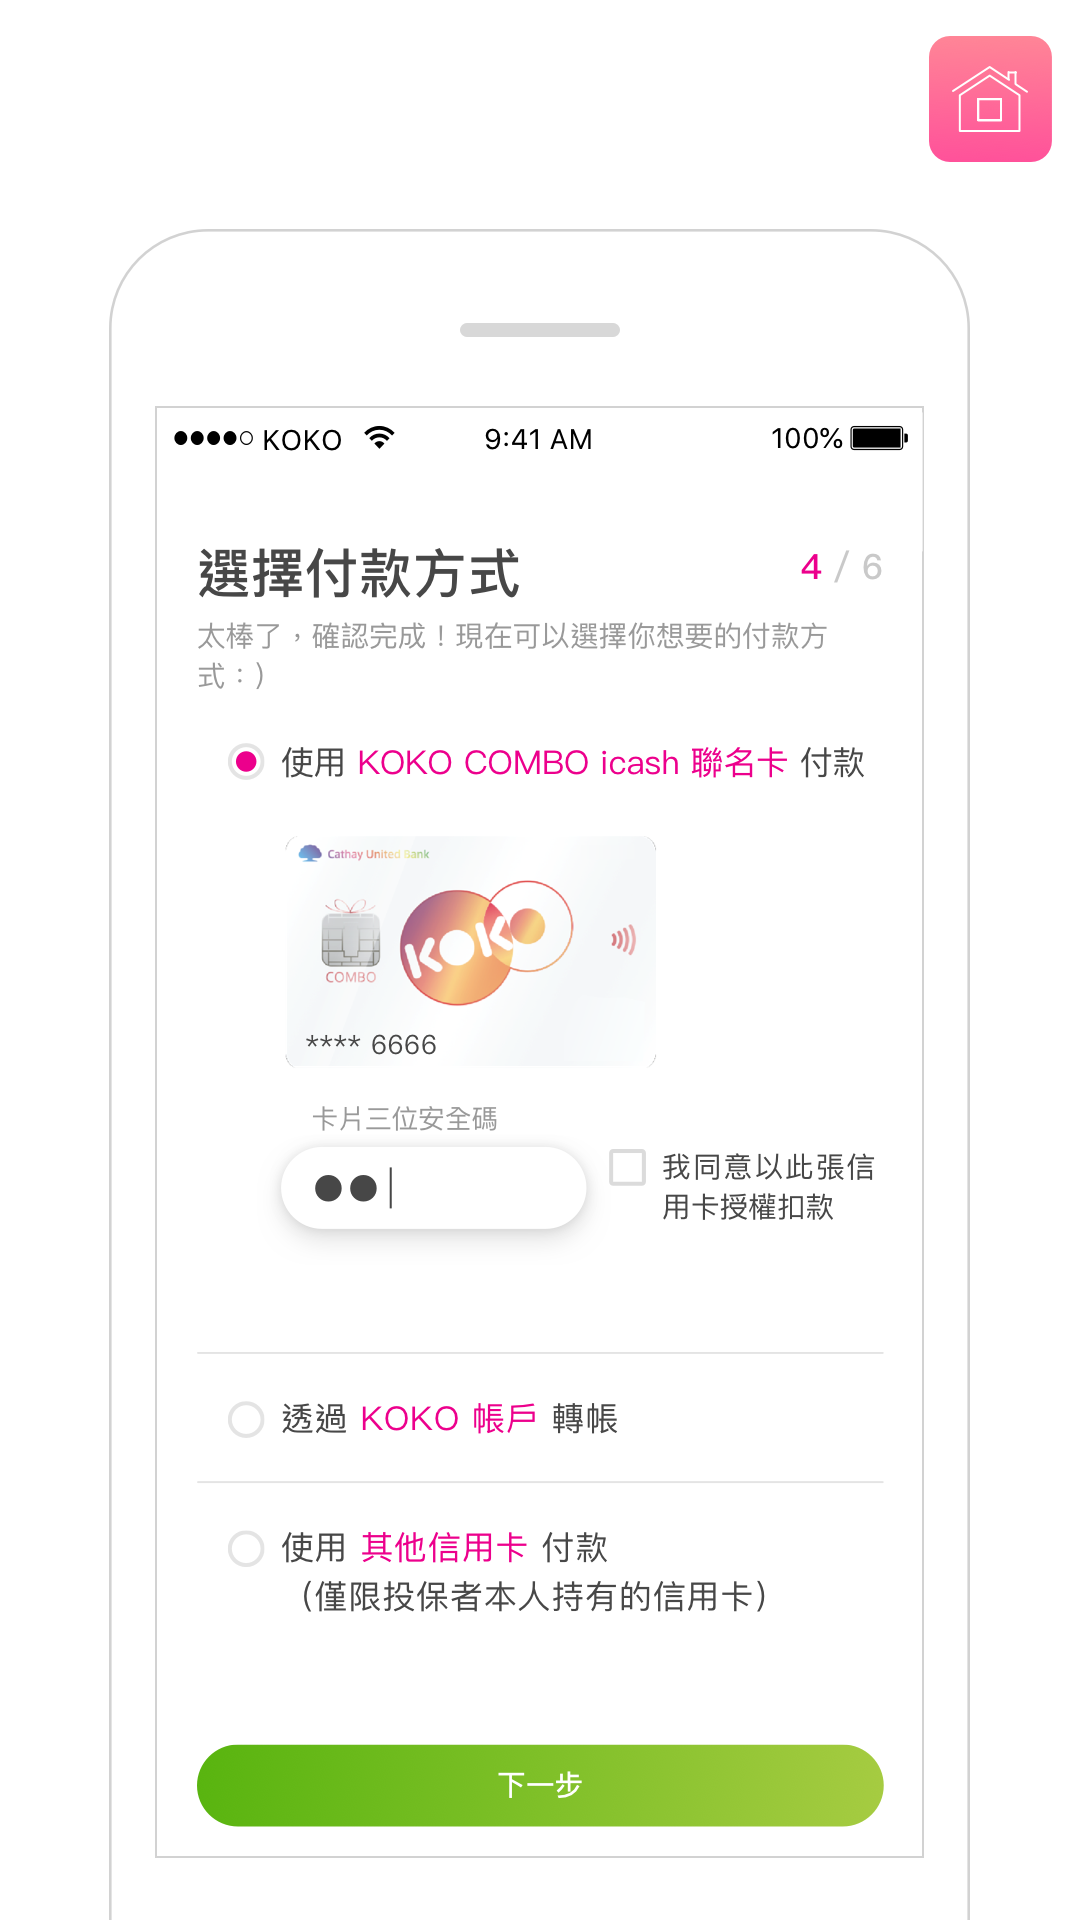 KOKO 9:41 AM 100%
選擇付款方式 4 / 6
太棒了，確認完成！現在可以選擇你想要的付款方
式：)
使用 KOKO COMBO icash 聯名卡 付款
Cathay United Bank
KOKO
COMBO
**** 6666
卡片三位安全碼
我同意以此張信
用卡授權扣款
透過 KOKO 帳戶 轉帳
使用 其他信用卡 付款
（僅限投保者本人持有的信用卡）
下一步